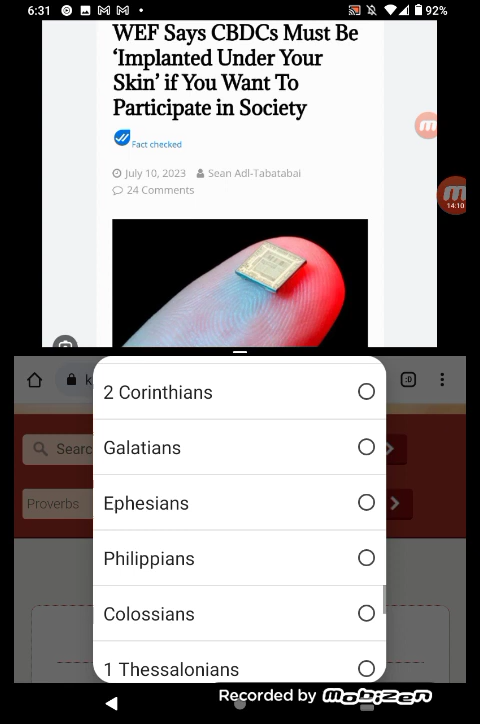 6:31
92%
WEF Says CBDCs Must Be
‘Implanted Under Your
Skin’ if You Want To
Participate in Society
Fact checked
July 10, 2023 Sean Adl-Tabatabai
24 Comments
14:10
k
:D
2 Corinthians
Searc
Galatians
Proverbs
Ephesians
Philippians
Colossians
1 Thessalonians
Recorded by Mobizen